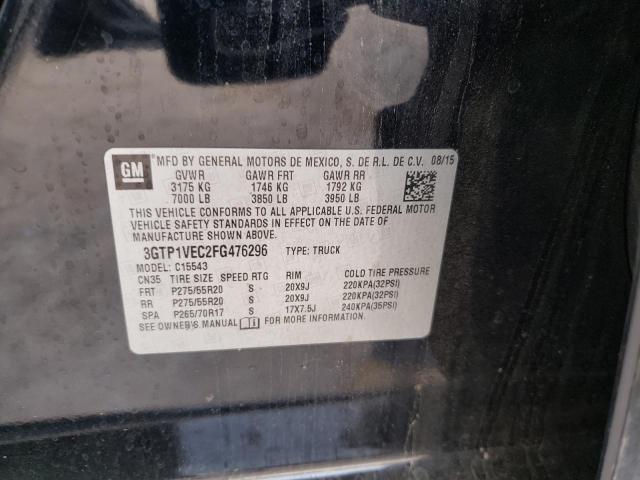 GM MFD BY GENERAL MOTORS DE MEXICO, S. DE R.L. DE C.V. 08/15
GVWR GAWR FRT GAWR RR
3175 KG 1746 KG 1792 KG
7000 LB 3850 LB 3950 LB
THIS VEHICLE CONFORMS TO ALL APPLICABLE U.S. FEDERAL MOTOR
VEHICLE SAFETY STANDARDS IN EFFECT ON THE DATE OF
MANUFACTURE SHOWN ABOVE.
3GTP1VEC2FG476296 TYPE: TRUCK
MODEL: C15543
CN35 TIRE SIZE SPEED RTG RIM COLD TIRE PRESSURE
FRT P275/55R20 S 20X9J 220KPA(32PSI)
RR P275/55R20 S 20X9J 220KPA(32PSI)
SPA P265/70R17 S 17X7.5J 240KPA(35PSI)
SEE OWNER'S MANUAL FOR MORE INFORMATION.